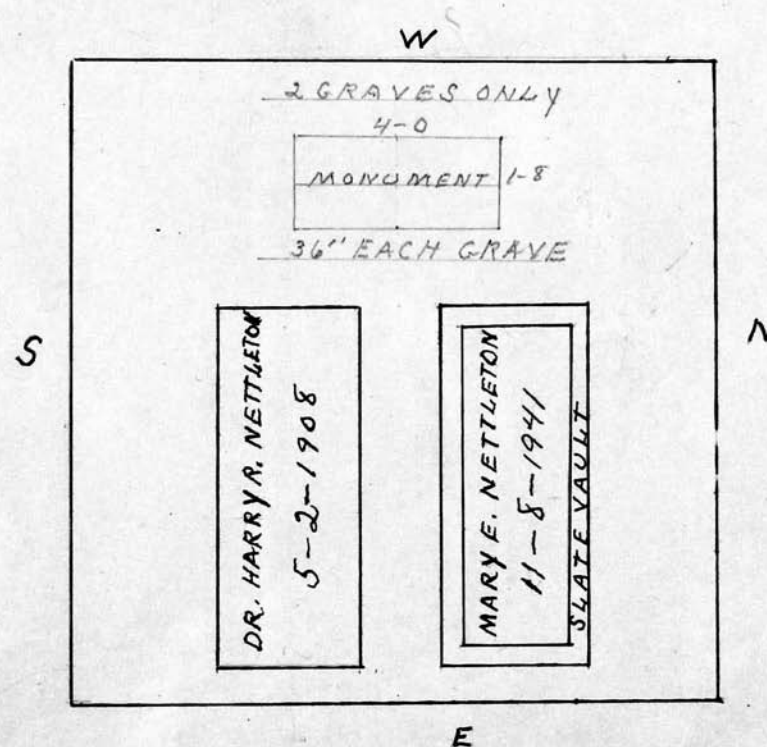 W
2 GRAVES ONLY
4-0
MONUMENT 1-8
36" EACH GRAVE
S
N
DR. HARRY R. NETTLETON
5-2-1908
MARY E. NETTLETON
11-8-1941
SLATE VAULT
E